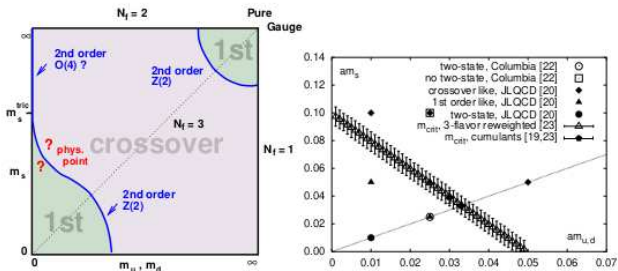 N_f = 2
Pure
Gauge
∞
1st
2nd order
O(4) ?
2nd order
Z(2)
m_s^tric
N_f = 3
crossover
? phys.
? point
N_f = 1
m_s
2nd order
Z(2)
1st
0
0
m_u , m_d
∞
0.14
am_s
two-state, Columbia [22]
no two-state, Columbia [22]
0.12
crossover like, JLQCD [20]
1st order like, JLQCD [20]
0.10
two-state, JLQCD [20]
m_crit, 3-flavor reweighted [23]
m_crit, cumulants [19,23]
0.08
0.06
0.04
0.02
am_u,d
0.00
0 0.01 0.02 0.03 0.04 0.05 0.06 0.07